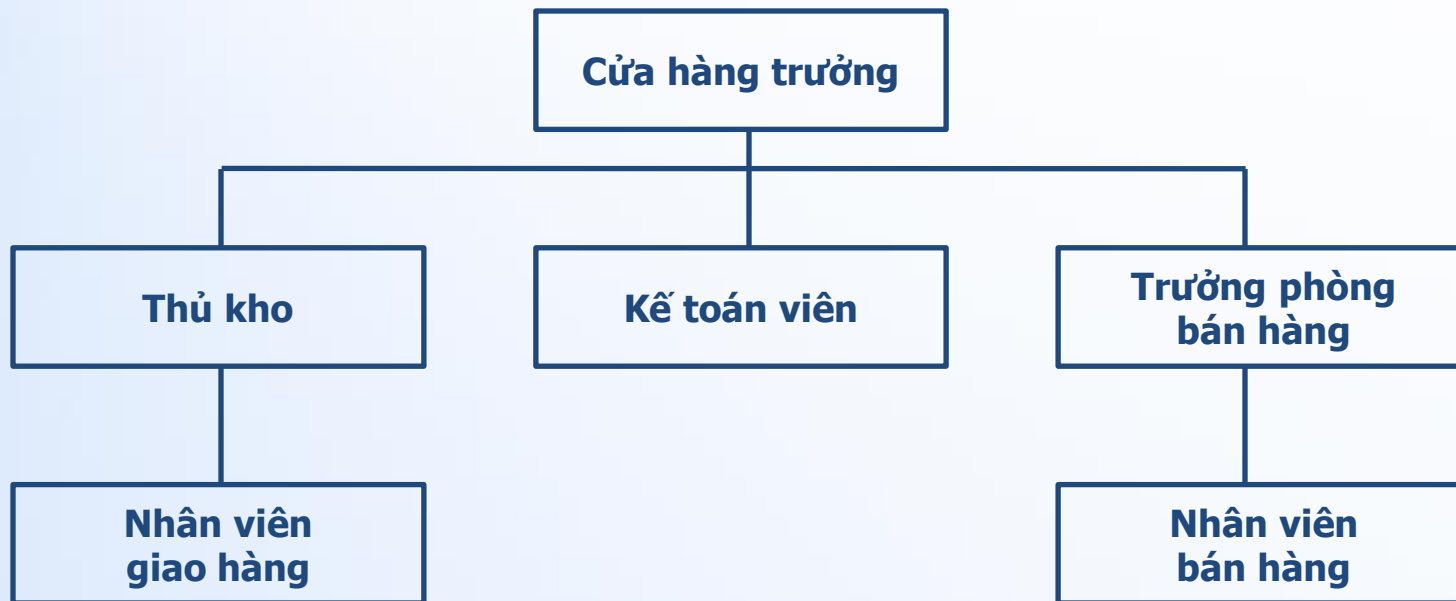 Cửa hàng trưởng
Thủ kho
Kế toán viên
Trưởng phòng
bán hàng
Nhân viên
giao hàng
Nhân viên
bán hàng